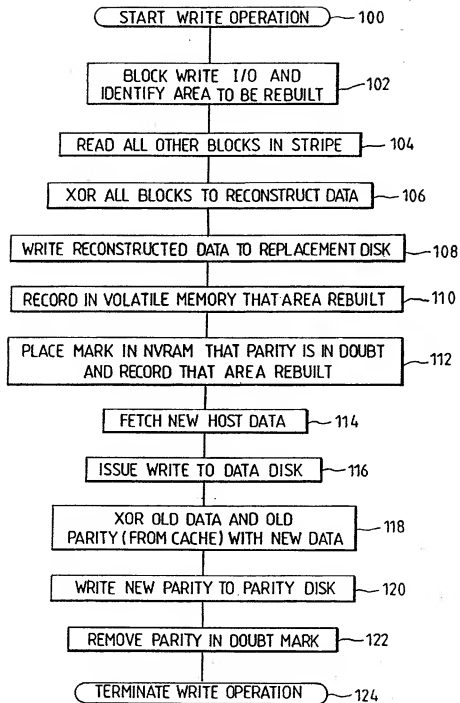 START WRITE OPERATION 100
BLOCK WRITE I/O AND
IDENTIFY AREA TO BE REBUILT 102
READ ALL OTHER BLOCKS IN STRIPE 104
XOR ALL BLOCKS TO RECONSTRUCT DATA 106
WRITE RECONSTRUCTED DATA TO REPLACEMENT DISK 108
RECORD IN VOLATILE MEMORY THAT AREA REBUILT 110
PLACE MARK IN NVRAM THAT PARITY IS IN DOUBT
AND RECORD THAT AREA REBUILT 112
FETCH NEW HOST DATA 114
ISSUE WRITE TO DATA DISK 116
XOR OLD DATA AND OLD
PARITY (FROM CACHE) WITH NEW DATA 118
WRITE NEW PARITY TO PARITY DISK 120
REMOVE PARITY IN DOUBT MARK 122
TERMINATE WRITE OPERATION 124